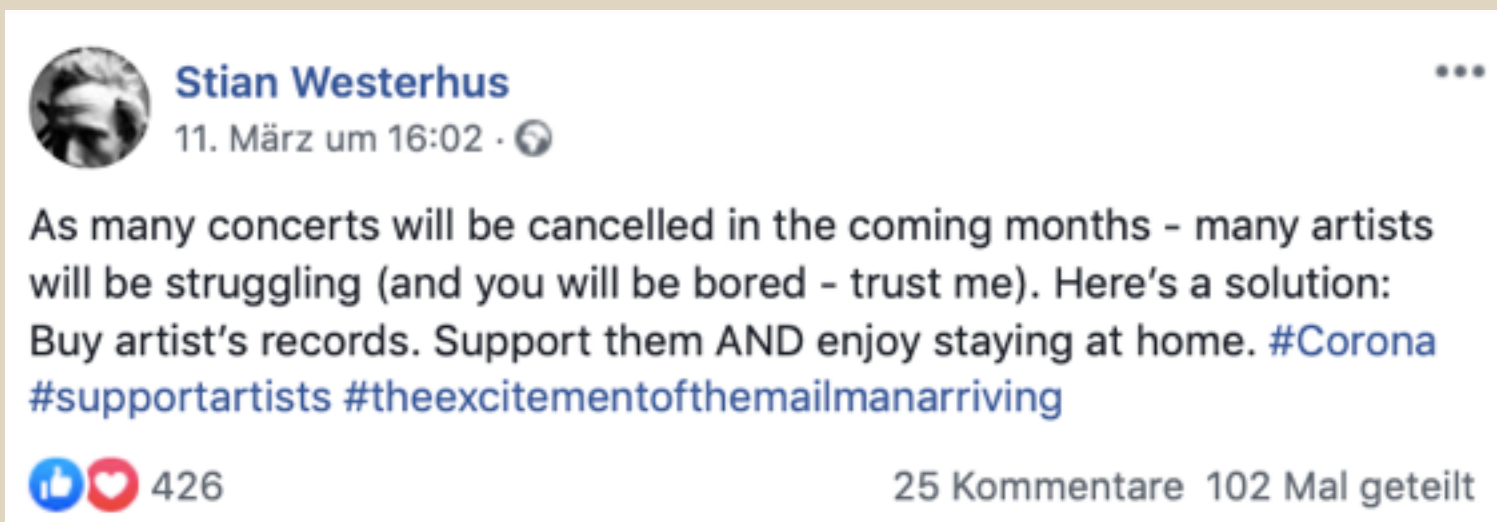 Stian Westerhus
11. März um 16:02 ·
As many concerts will be cancelled in the coming months - many artists
will be struggling (and you will be bored - trust me). Here’s a solution:
Buy artist’s records. Support them AND enjoy staying at home. #Corona
#supportartists #theexcitementofthemailmanarriving
426 25 Kommentare 102 Mal geteilt